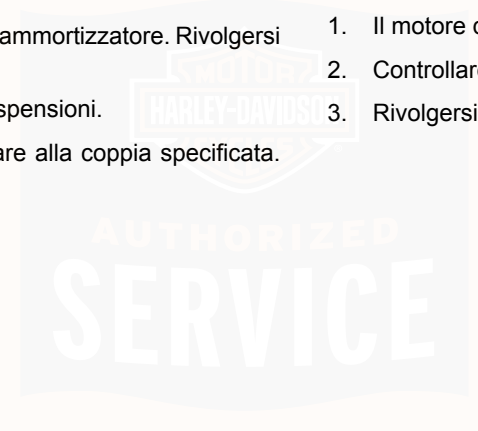 ammortizzatore. Rivolgersi
spensioni.
are alla coppia specificata.
1. Il motore
2. Controllare
3. Rivolgersi
MOTOR
HARLEY-DAVIDSON
AUTHORIZED
SERVICE